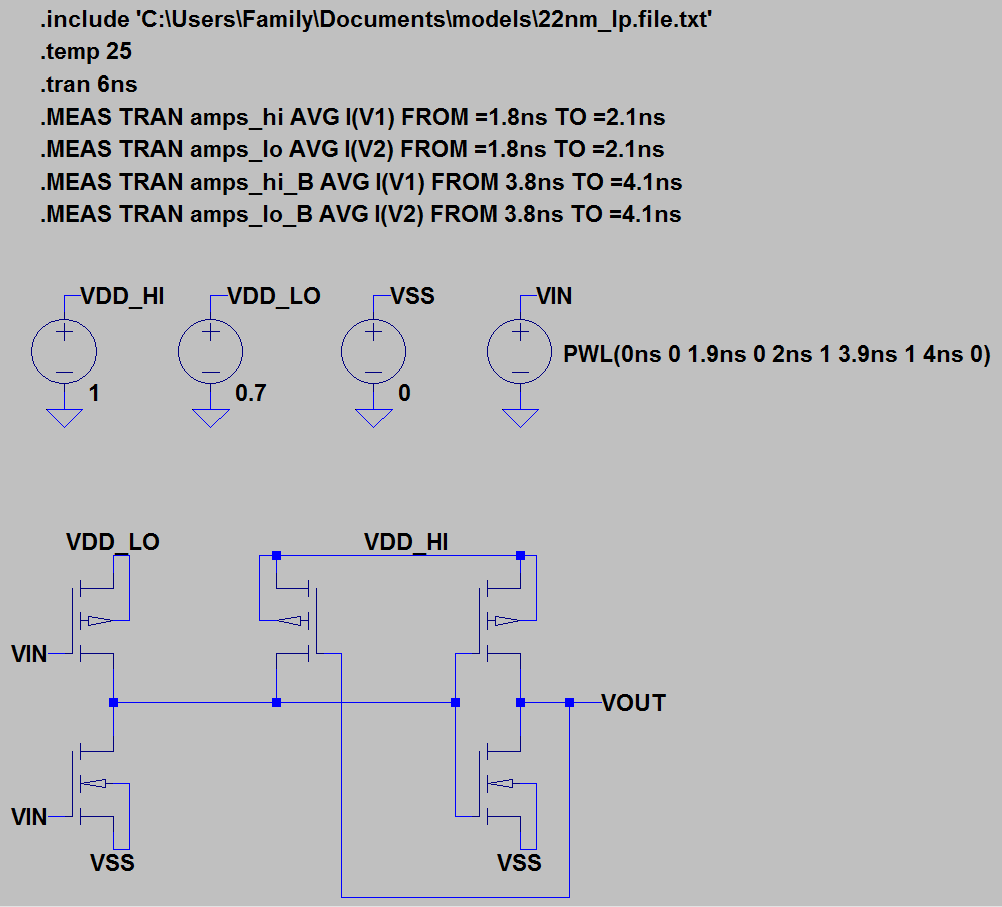 .include 'C:\Users\Family\Documents\models\22nm_lp.file.txt'
.temp 25
.tran 6ns
.MEAS TRAN amps_hi AVG I(V1) FROM =1.8ns TO =2.1ns
.MEAS TRAN amps_lo AVG I(V2) FROM =1.8ns TO =2.1ns
.MEAS TRAN amps_hi_B AVG I(V1) FROM 3.8ns TO =4.1ns
.MEAS TRAN amps_lo_B AVG I(V2) FROM 3.8ns TO =4.1ns
VDD_HI VDD_LO VSS VIN
PWL(0ns 0 1.9ns 0 2ns 1 3.9ns 1 4ns 0)
1 0.7 0
VDD_LO VDD_HI
VIN
VOUT
VIN
VSS VSS